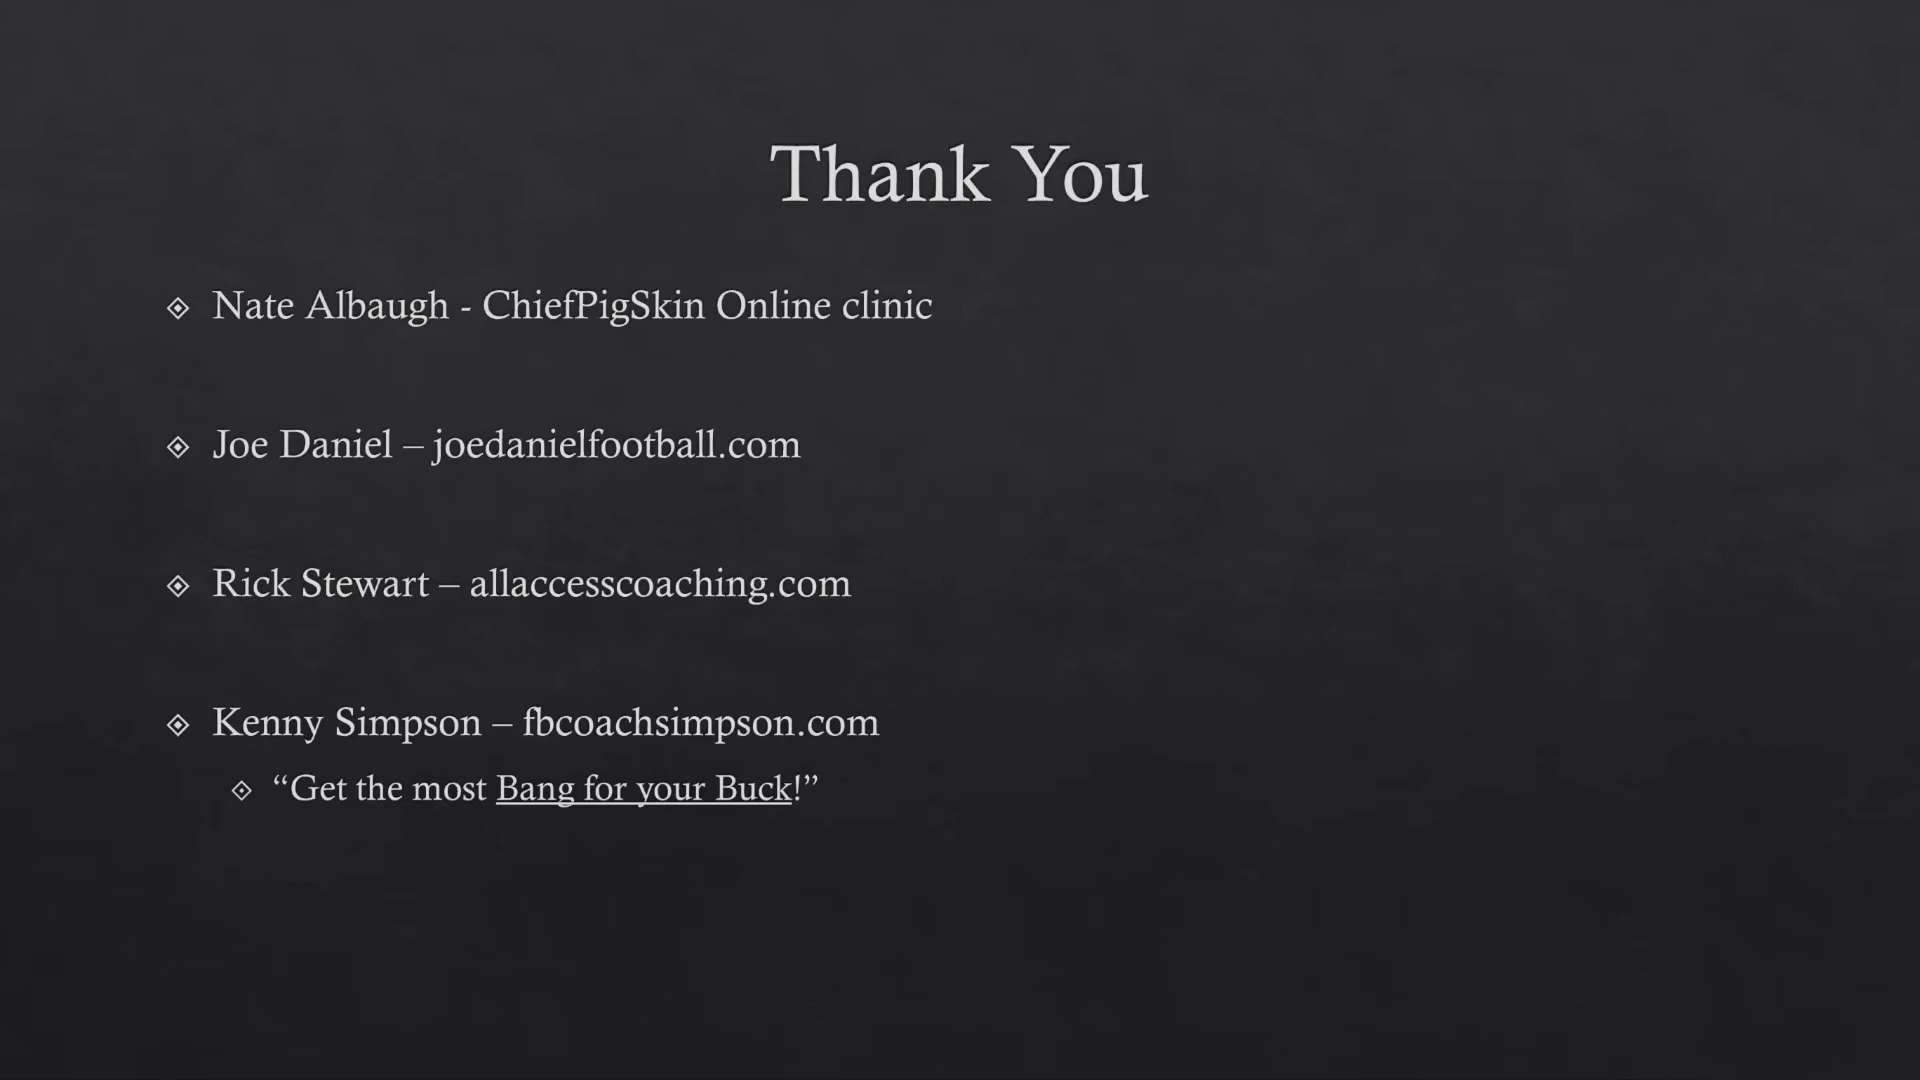 Thank You
Nate Albaugh - ChiefPigSkin Online clinic
Joe Daniel – joedanielfootball.com
Rick Stewart – allaccesscoaching.com
Kenny Simpson – fbcoachsimpson.com
“Get the most Bang for your Buck!”